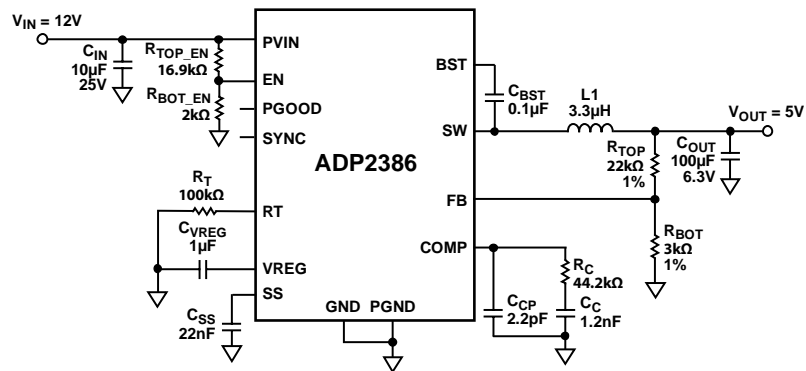 V_IN = 12V
C_IN
10µF
25V
R_TOP_EN
16.9kΩ
R_BOT_EN
2kΩ
PVIN
EN
PGOOD
SYNC
R_T
100kΩ
RT
C_VREG
1µF
VREG
SS
C_SS
22nF
ADP2386
GND PGND
BST
C_BST
0.1µF
SW
L1
3.3µH
V_OUT = 5V
R_TOP
22kΩ
1%
C_OUT
100µF
6.3V
FB
R_BOT
3kΩ
1%
COMP
R_C
44.2kΩ
C_CP
2.2pF
C_C
1.2nF